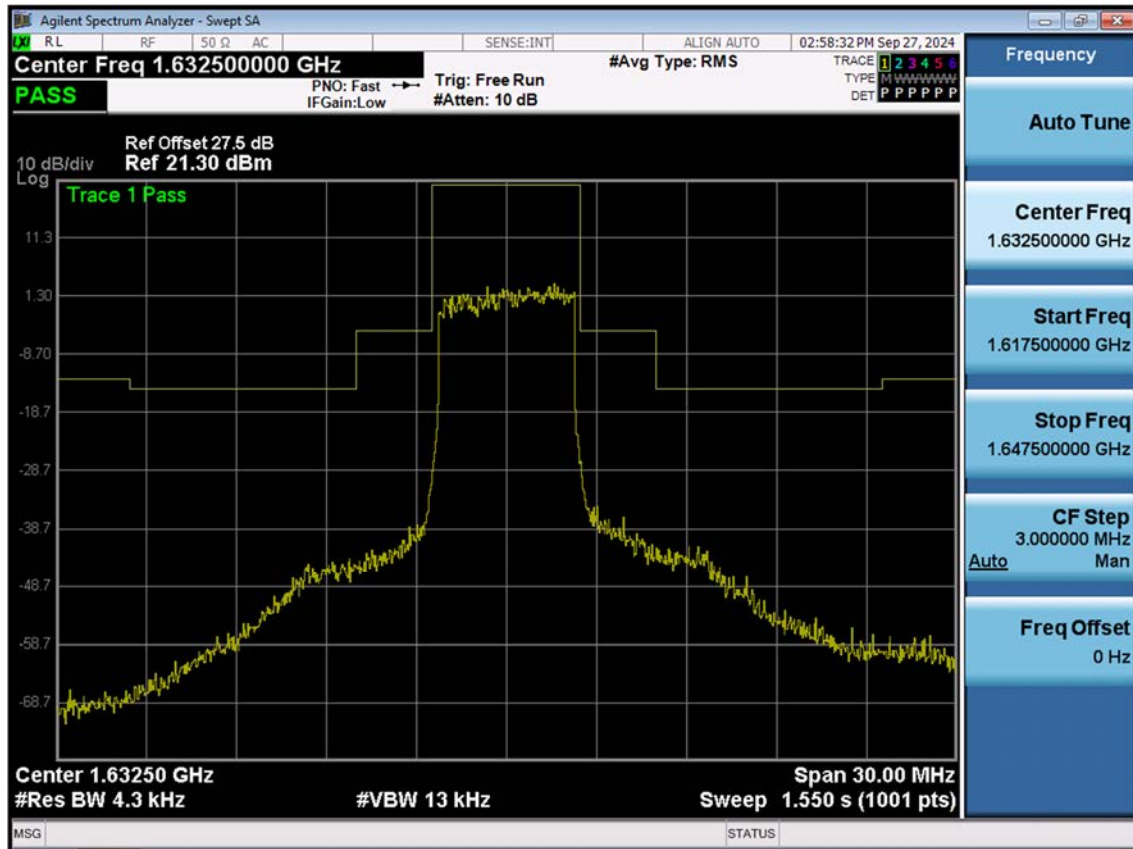 Agilent Spectrum Analyzer - Swept SA
LXI RL RF 50 Ω AC SENSE:INT ALIGN AUTO 02:58:32 PM Sep 27, 2024
Center Freq 1.632500000 GHz
PASS
PNO: Fast
IFGain:Low
Trig: Free Run
#Atten: 10 dB
#Avg Type: RMS
TRACE 1 2 3 4 5 6
TYPE M W W W W W
DET P P P P P P
Ref Offset 27.5 dB
10 dB/div Ref 21.30 dBm
Log
Trace 1 Pass
11.3
1.30
-8.70
-18.7
-28.7
-38.7
-48.7
-58.7
-68.7
Center 1.63250 GHz Span 30.00 MHz
#Res BW 4.3 kHz #VBW 13 kHz Sweep 1.550 s (1001 pts)
MSG STATUS
Frequency
Auto Tune
Center Freq
1.632500000 GHz
Start Freq
1.617500000 GHz
Stop Freq
1.647500000 GHz
CF Step
3.000000 MHz
Auto Man
Freq Offset
0 Hz